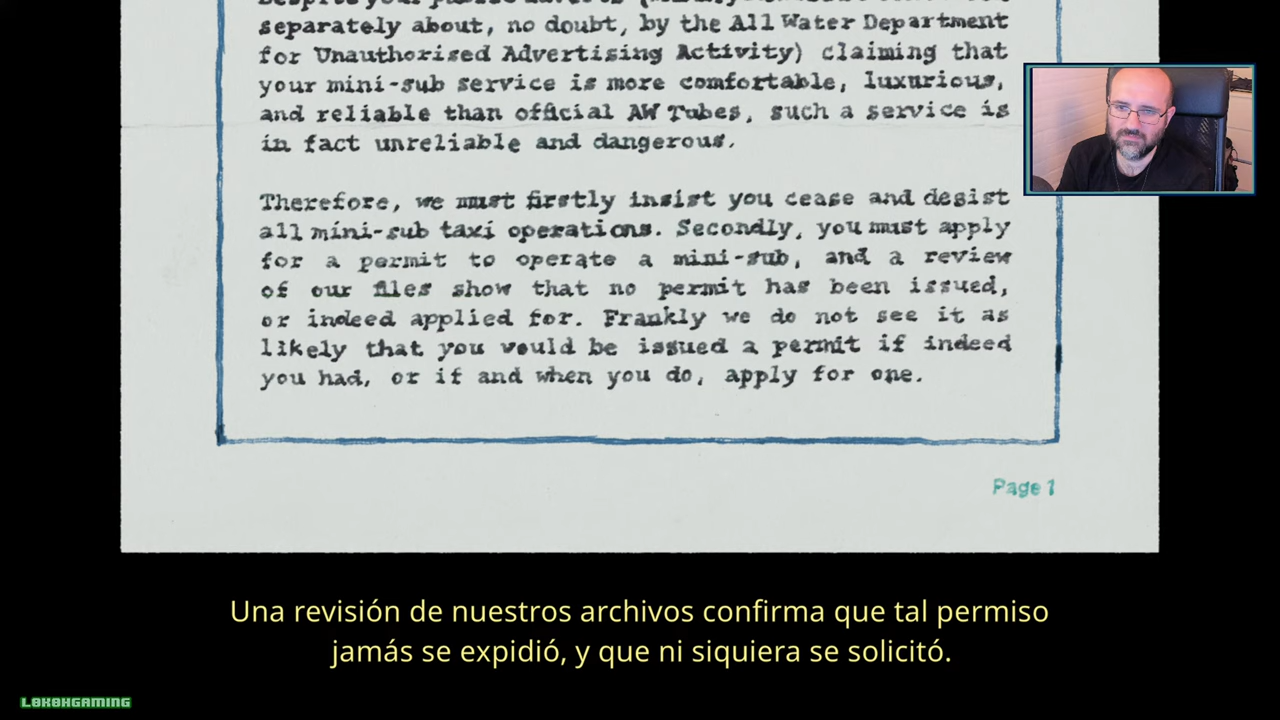 separately about, no doubt, by the All Water Department
for Unauthorised Advertising Activity) claiming that
your mini-sub service is more comfortable, luxurious,
and reliable than official AW Tubes, such a service is
in fact unreliable and dangerous.
Therefore, we must firstly insist you cease and desist
all mini-sub taxi operations. Secondly, you must apply
for a permit to operate a mini-sub, and a review
of our files show that no permit has been issued,
or indeed applied for. Frankly we do not see it as
likely that you would be issued a permit if indeed
you had, or if and when you do, apply for one.
Page 1
Una revisión de nuestros archivos confirma que tal permiso
jamás se expidió, y que ni siquiera se solicitó.
L0K0XGAMING